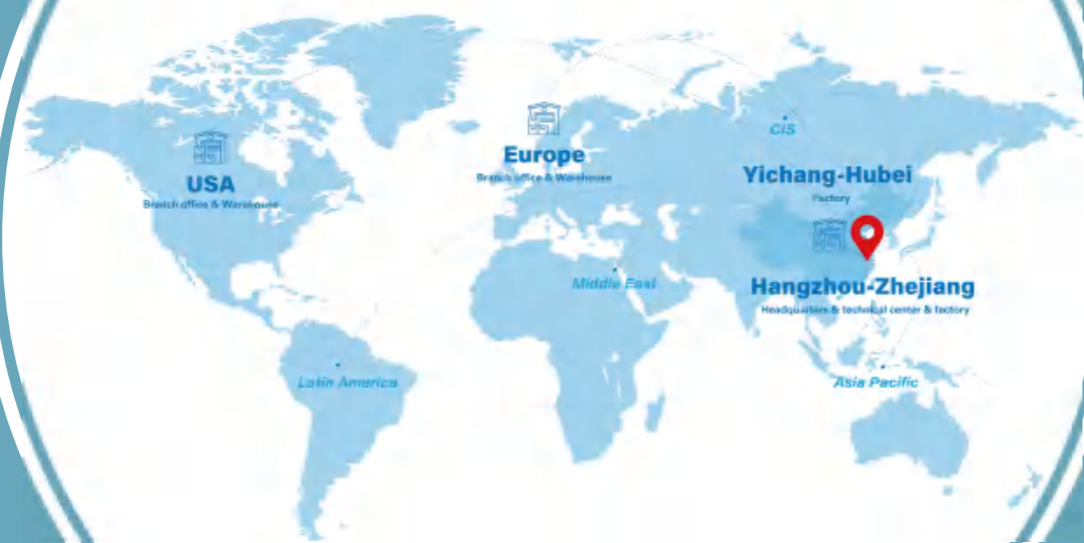 CIS
Europe
Branch office & Warehouse
USA
Branch office & Warehouse
Yichang-Hubei
Factory
Middle East
Hangzhou-Zhejiang
Headquarters & technical center & factory
Latin America
Asia Pacific